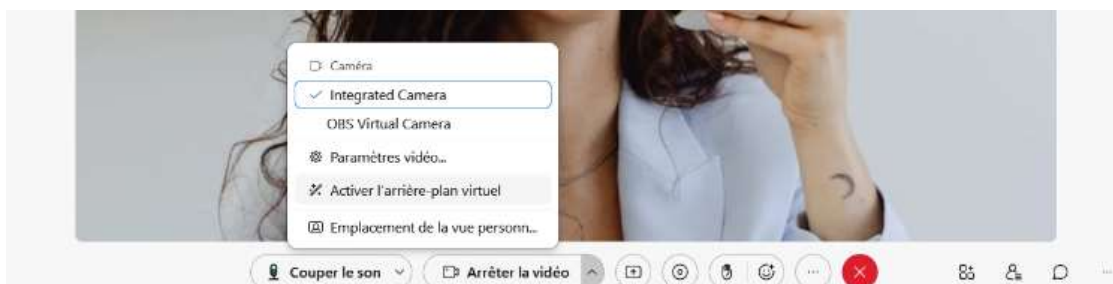 Caméra
Integrated Camera
OBS Virtual Camera
Paramètres vidéo...
Activer l'arrière-plan virtuel
Emplacement de la vue personn...
Couper le son
Arrêter la vidéo